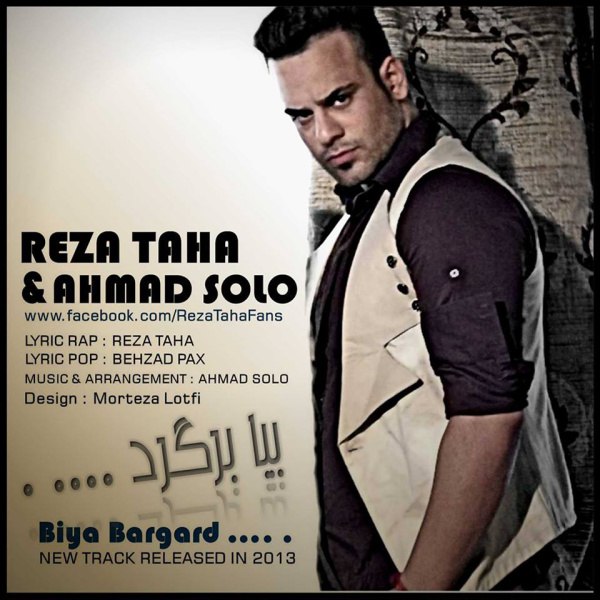 REZA TAHA
& AHMAD SOLO
www.facebook.com/RezaTahaFans
LYRIC RAP : REZA TAHA
LYRIC POP : BEHZAD PAX
MUSIC & ARRANGEMENT : AHMAD SOLO
Design : Morteza Lotfi
بیا برگرد .... .
Biya Bargard .... .
NEW TRACK RELEASED IN 2013